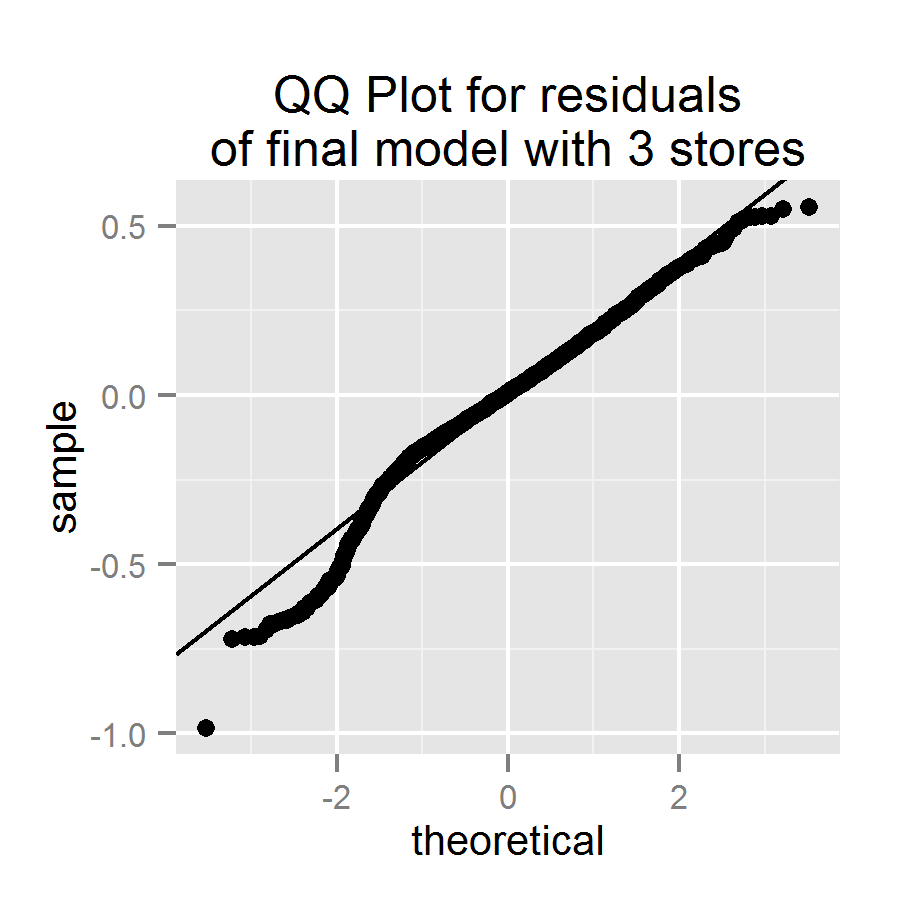 QQ Plot for residuals
of final model with 3 stores
0.5
0.0
-0.5
-1.0
sample
-2
0
2
theoretical